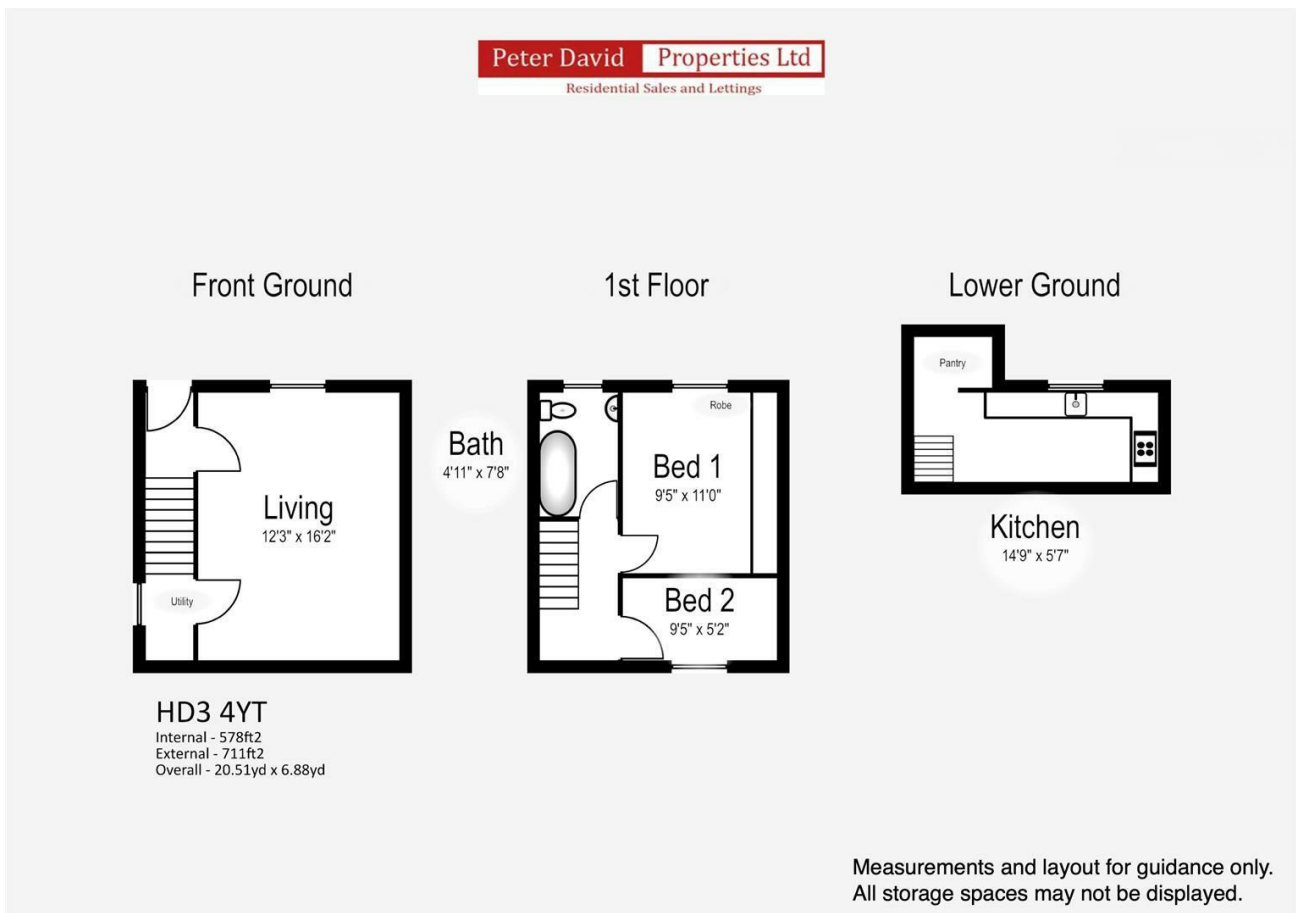 Peter David Properties Ltd
Residential Sales and Lettings
Front Ground
1st Floor
Lower Ground
Living
12'3" x 16'2"
Utility
Bath
4'11" x 7'8"
Robe
Bed 1
9'5" x 11'0"
Bed 2
9'5" x 5'2"
Pantry
Kitchen
14'9" x 5'7"
HD3 4YT
Internal - 578ft2
External - 711ft2
Overall - 20.51yd x 6.88yd
Measurements and layout for guidance only.
All storage spaces may not be displayed.